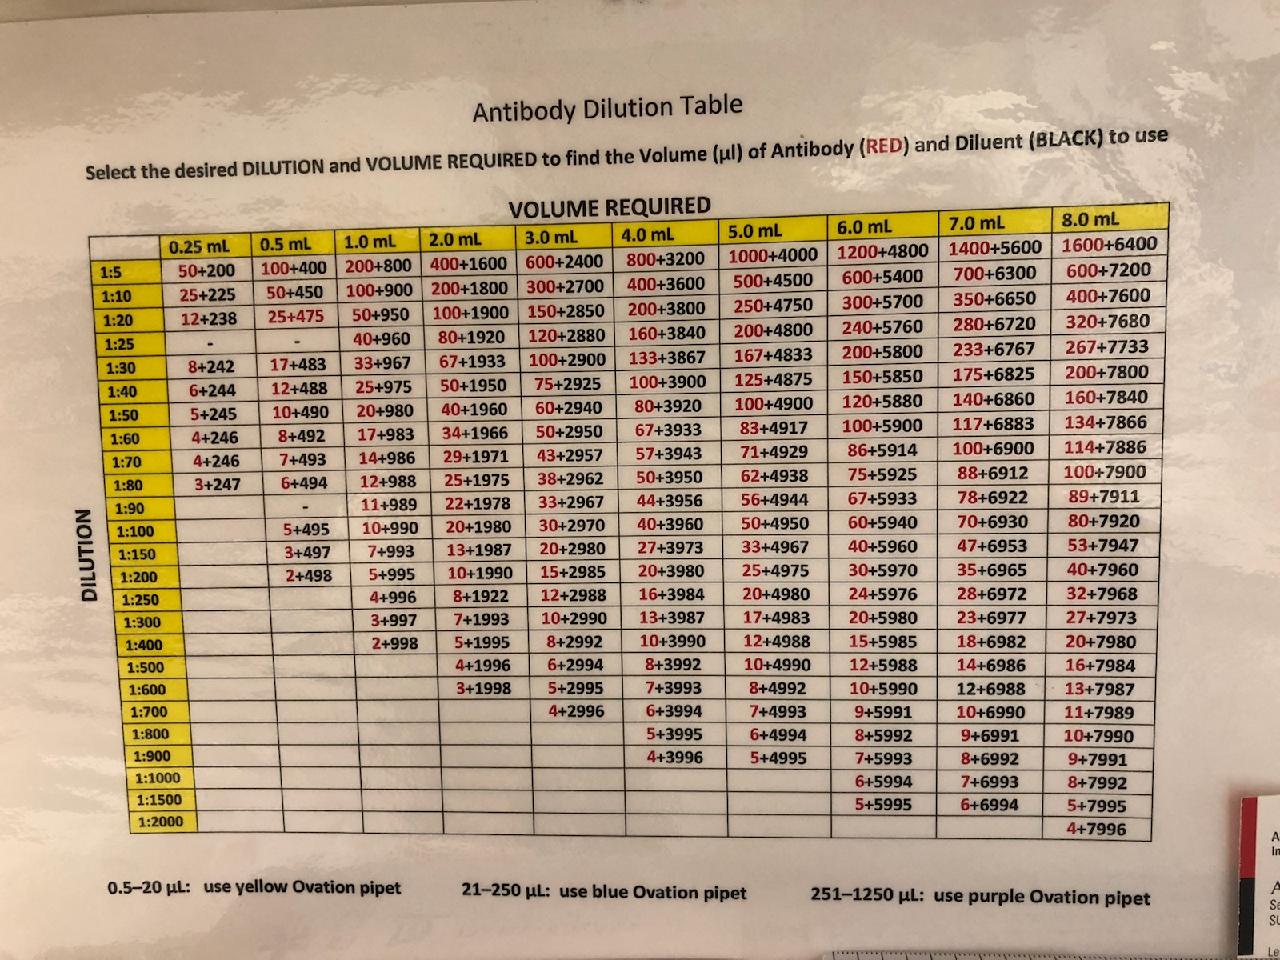 Antibody Dilution Table
Select the desired DILUTION and VOLUME REQUIRED to find the Volume (µl) of Antibody (RED) and Diluent (BLACK) to use
VOLUME REQUIRED
0.25 mL 0.5 mL 1.0 mL 2.0 mL 3.0 mL 4.0 mL 5.0 mL 6.0 mL 7.0 mL 8.0 mL
DILUTION
1:5 50+200 100+400 200+800 400+1600 600+2400 800+3200 1000+4000 1200+4800 1400+5600 1600+6400
1:10 25+225 50+450 100+900 200+1800 300+2700 400+3600 500+4500 600+5400 700+6300 600+7200
1:20 12+238 25+475 50+950 100+1900 150+2850 200+3800 250+4750 300+5700 350+6650 400+7600
1:25 - - 40+960 80+1920 120+2880 160+3840 200+4800 240+5760 280+6720 320+7680
1:30 8+242 17+483 33+967 67+1933 100+2900 133+3867 167+4833 200+5800 233+6767 267+7733
1:40 6+244 12+488 25+975 50+1950 75+2925 100+3900 125+4875 150+5850 175+6825 200+7800
1:50 5+245 10+490 20+980 40+1960 60+2940 80+3920 100+4900 120+5880 140+6860 160+7840
1:60 4+246 8+492 17+983 34+1966 50+2950 67+3933 83+4917 100+5900 117+6883 134+7866
1:70 4+246 7+493 14+986 29+1971 43+2957 57+3943 71+4929 86+5914 100+6900 114+7886
1:80 3+247 6+494 12+988 25+1975 38+2962 50+3950 62+4938 75+5925 88+6912 100+7900
1:90 - 11+989 22+1978 33+2967 44+3956 56+4944 67+5933 78+6922 89+7911
1:100 5+495 10+990 20+1980 30+2970 40+3960 50+4950 60+5940 70+6930 80+7920
1:150 3+497 7+993 13+1987 20+2980 27+3973 33+4967 40+5960 47+6953 53+7947
1:200 2+498 5+995 10+1990 15+2985 20+3980 25+4975 30+5970 35+6965 40+7960
1:250 4+996 8+1922 12+2988 16+3984 20+4980 24+5976 28+6972 32+7968
1:300 3+997 7+1993 10+2990 13+3987 17+4983 20+5980 23+6977 27+7973
1:400 2+998 5+1995 8+2992 10+3990 12+4988 15+5985 18+6982 20+7980
1:500 4+1996 6+2994 8+3992 10+4990 12+5988 14+6986 16+7984
1:600 3+1998 5+2995 7+3993 8+4992 10+5990 12+6988 13+7987
1:700 4+2996 6+3994 7+4993 9+5991 10+6990 11+7989
1:800 5+3995 6+4994 8+5992 9+6991 10+7990
1:900 4+3996 5+4995 7+5993 8+6992 9+7991
1:1000 6+5994 7+6993 8+7992
1:1500 5+5995 6+6994 5+7995
1:2000 4+7996
0.5–20 µL: use yellow Ovation pipet 21–250 µL: use blue Ovation pipet 251–1250 µL: use purple Ovation pipet